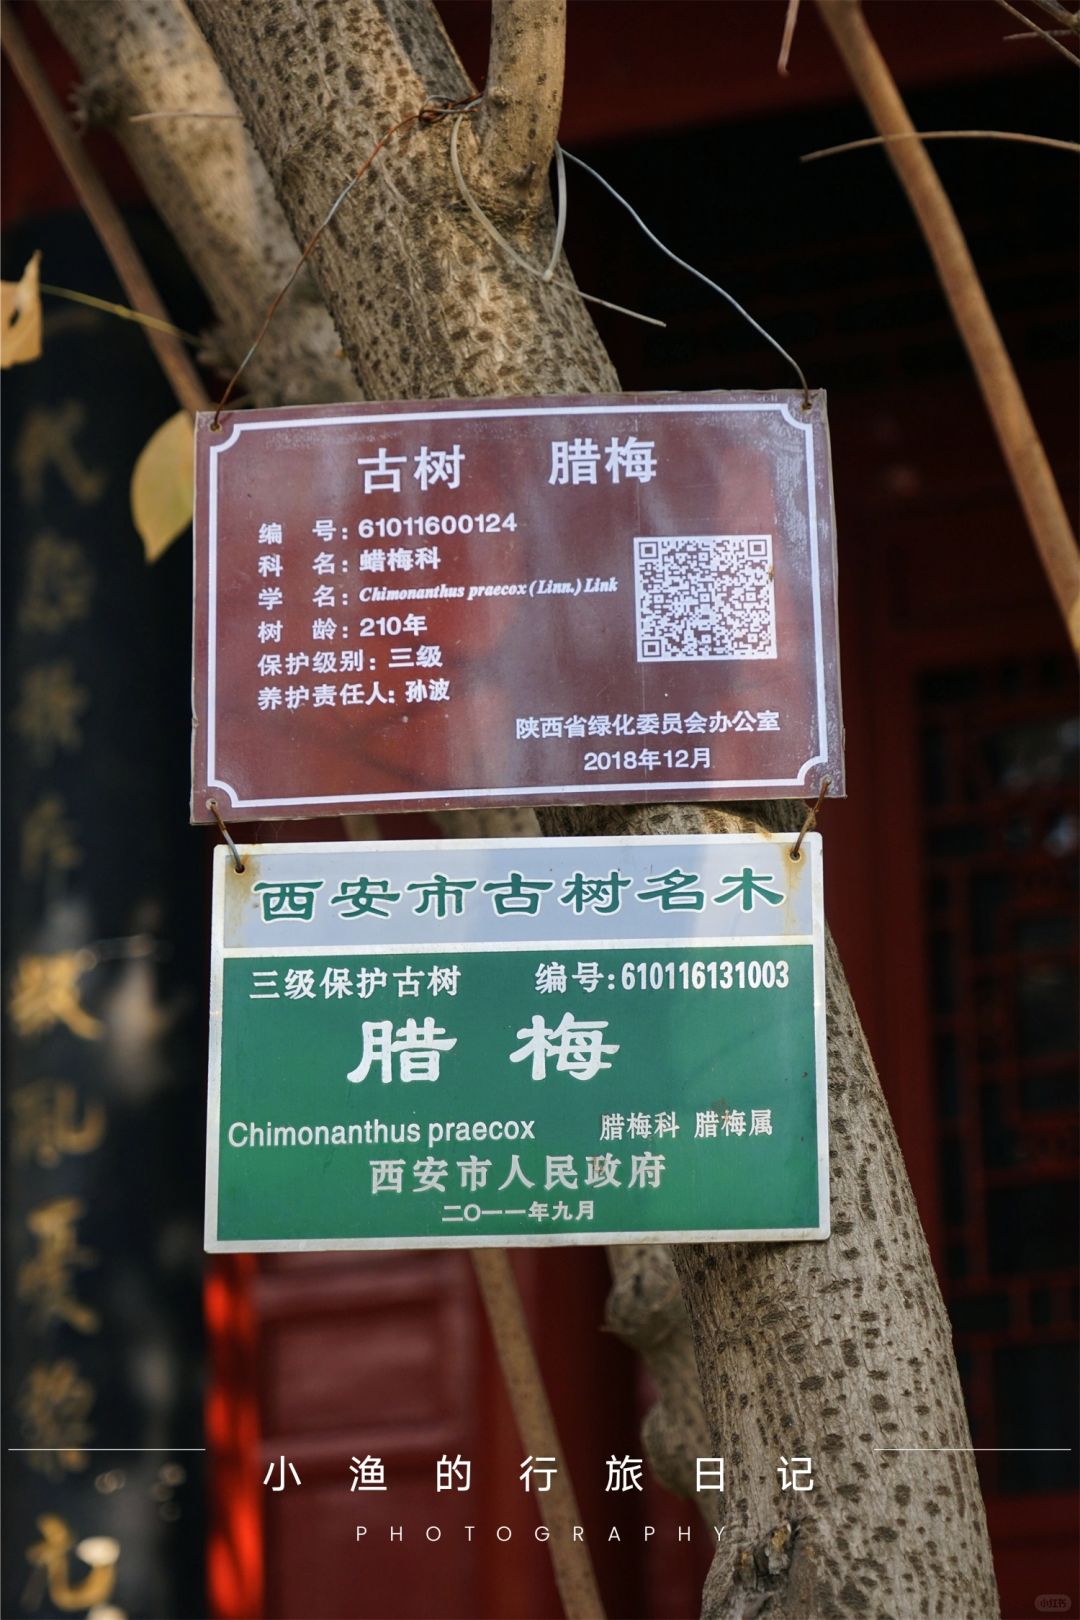 古树 腊梅
编 号：61011600124
科 名：蜡梅科
学 名：Chimonanthus praecox (Linn.) Link
树 龄：210年
保护级别：三级
养护责任人：孙波
陕西省绿化委员会办公室
2018年12月
西安市古树名木
三级保护古树 编号:610116131003
腊 梅
Chimonanthus praecox 腊梅科 腊梅属
西安市人民政府
二〇一一年九月
小渔的行旅日记
PHOTOGRAPHY
小红书